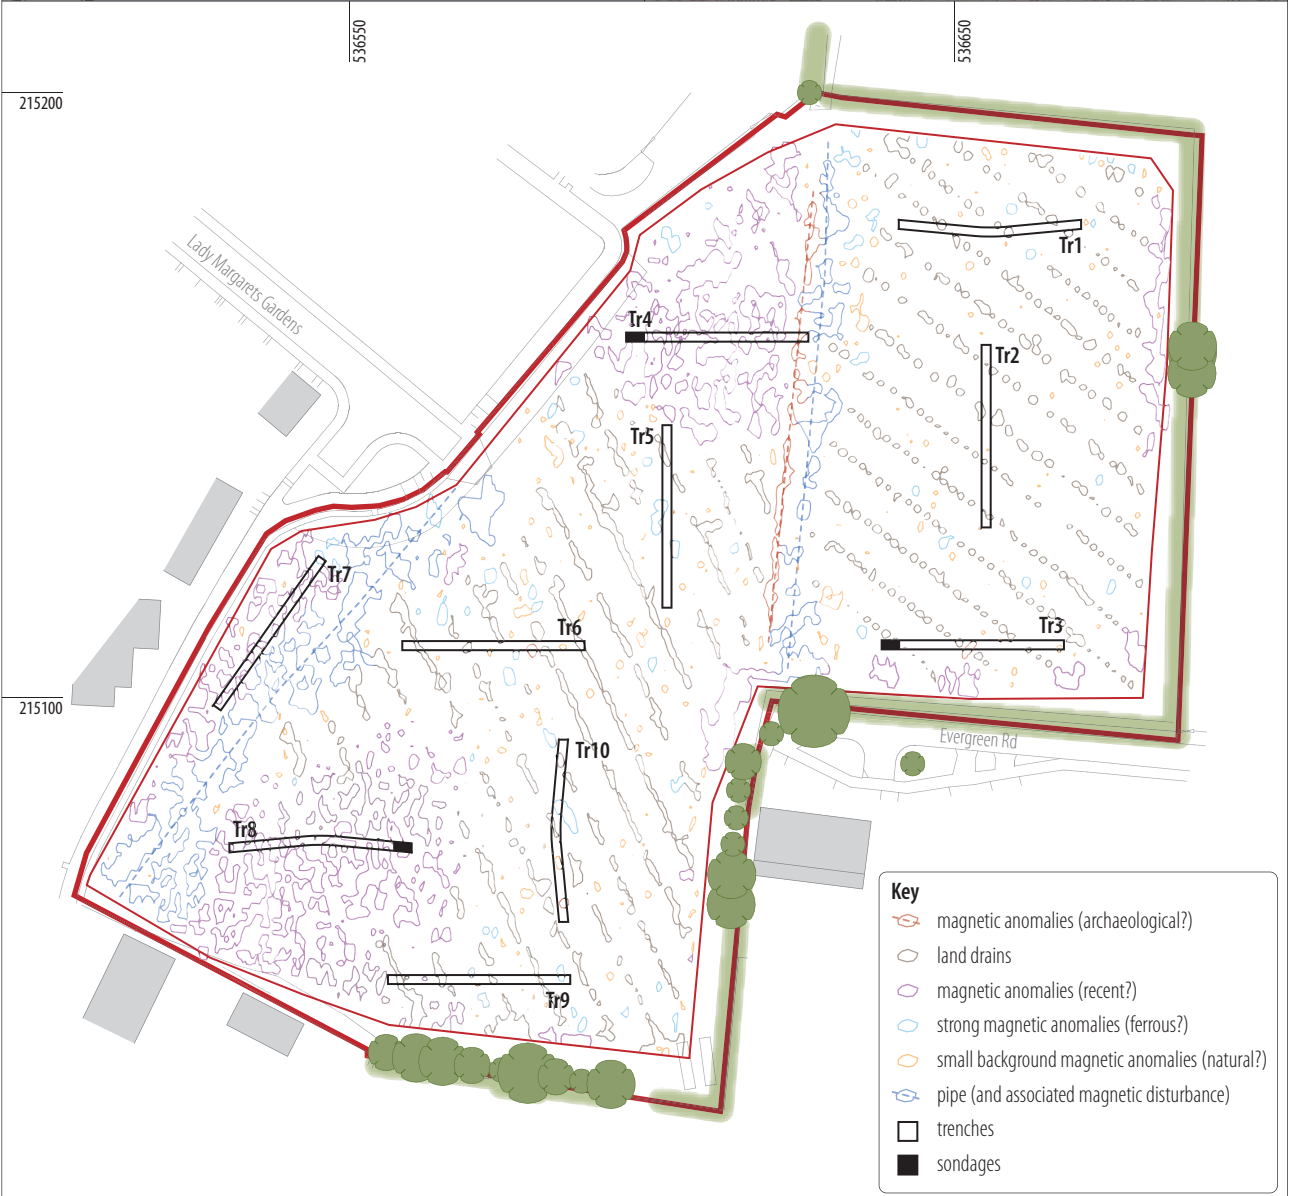 536550
536650
215200
Lady Margarets Gardens
Tr1
Tr4
Tr2
Tr5
Tr7
Tr6
Tr3
215100
Evergreen Rd
Tr10
Tr8
Tr9
Key
magnetic anomalies (archaeological?)
land drains
magnetic anomalies (recent?)
strong magnetic anomalies (ferrous?)
small background magnetic anomalies (natural?)
pipe (and associated magnetic disturbance)
trenches
sondages